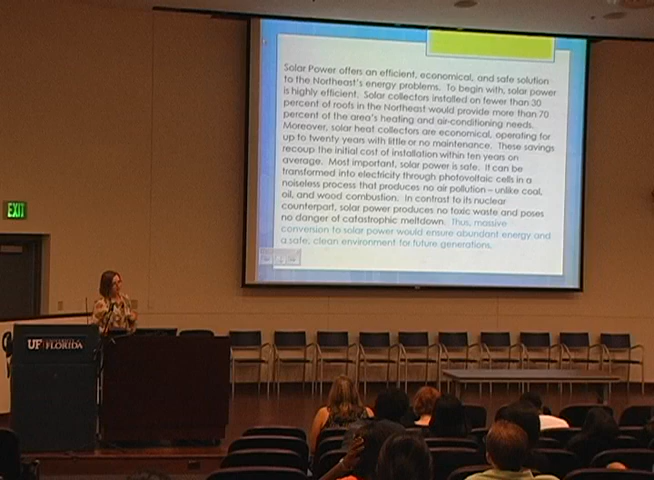 Solar Power offers an efficient, economical, and safe solution
to the Northeast's energy problems. To begin with, solar power
is highly efficient. Solar collectors installed on fewer than 30
percent of roofs in the Northeast would provide more than 70
percent of the area's heating and air-conditioning needs.
Moreover, solar heat collectors are economical, operating for
up to twenty years with little or no maintenance. These savings
recoup the initial cost of installation within ten years on
average. Most important, solar power is safe. It can be
transformed into electricity through photovoltaic cells in a
noiseless process that produces no air pollution – unlike coal,
oil, and wood combustion. In contrast to its nuclear
counterpart, solar power produces no toxic waste and poses
no danger of catastrophic meltdown. Thus, massive
conversion to solar power would ensure abundant energy and
a safe, clean environment for future generations.
EXIT
UF FLORIDA